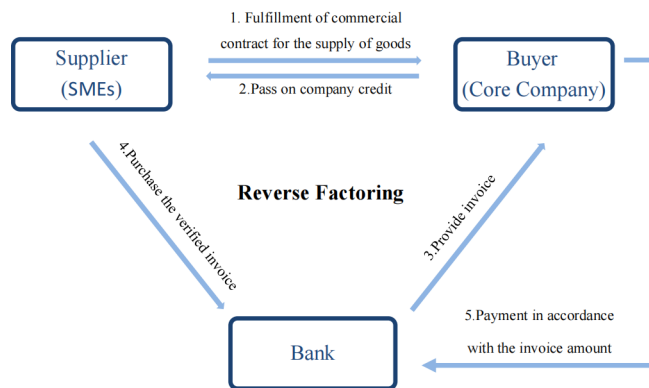 1. Fulfillment of commercial
contract for the supply of goods
Supplier
(SMEs)
2.Pass on company credit
Buyer
(Core Company)
4.Purchase the verified invoice
Reverse Factoring
3.Provide invoice
Bank
5.Payment in accordance
with the invoice amount